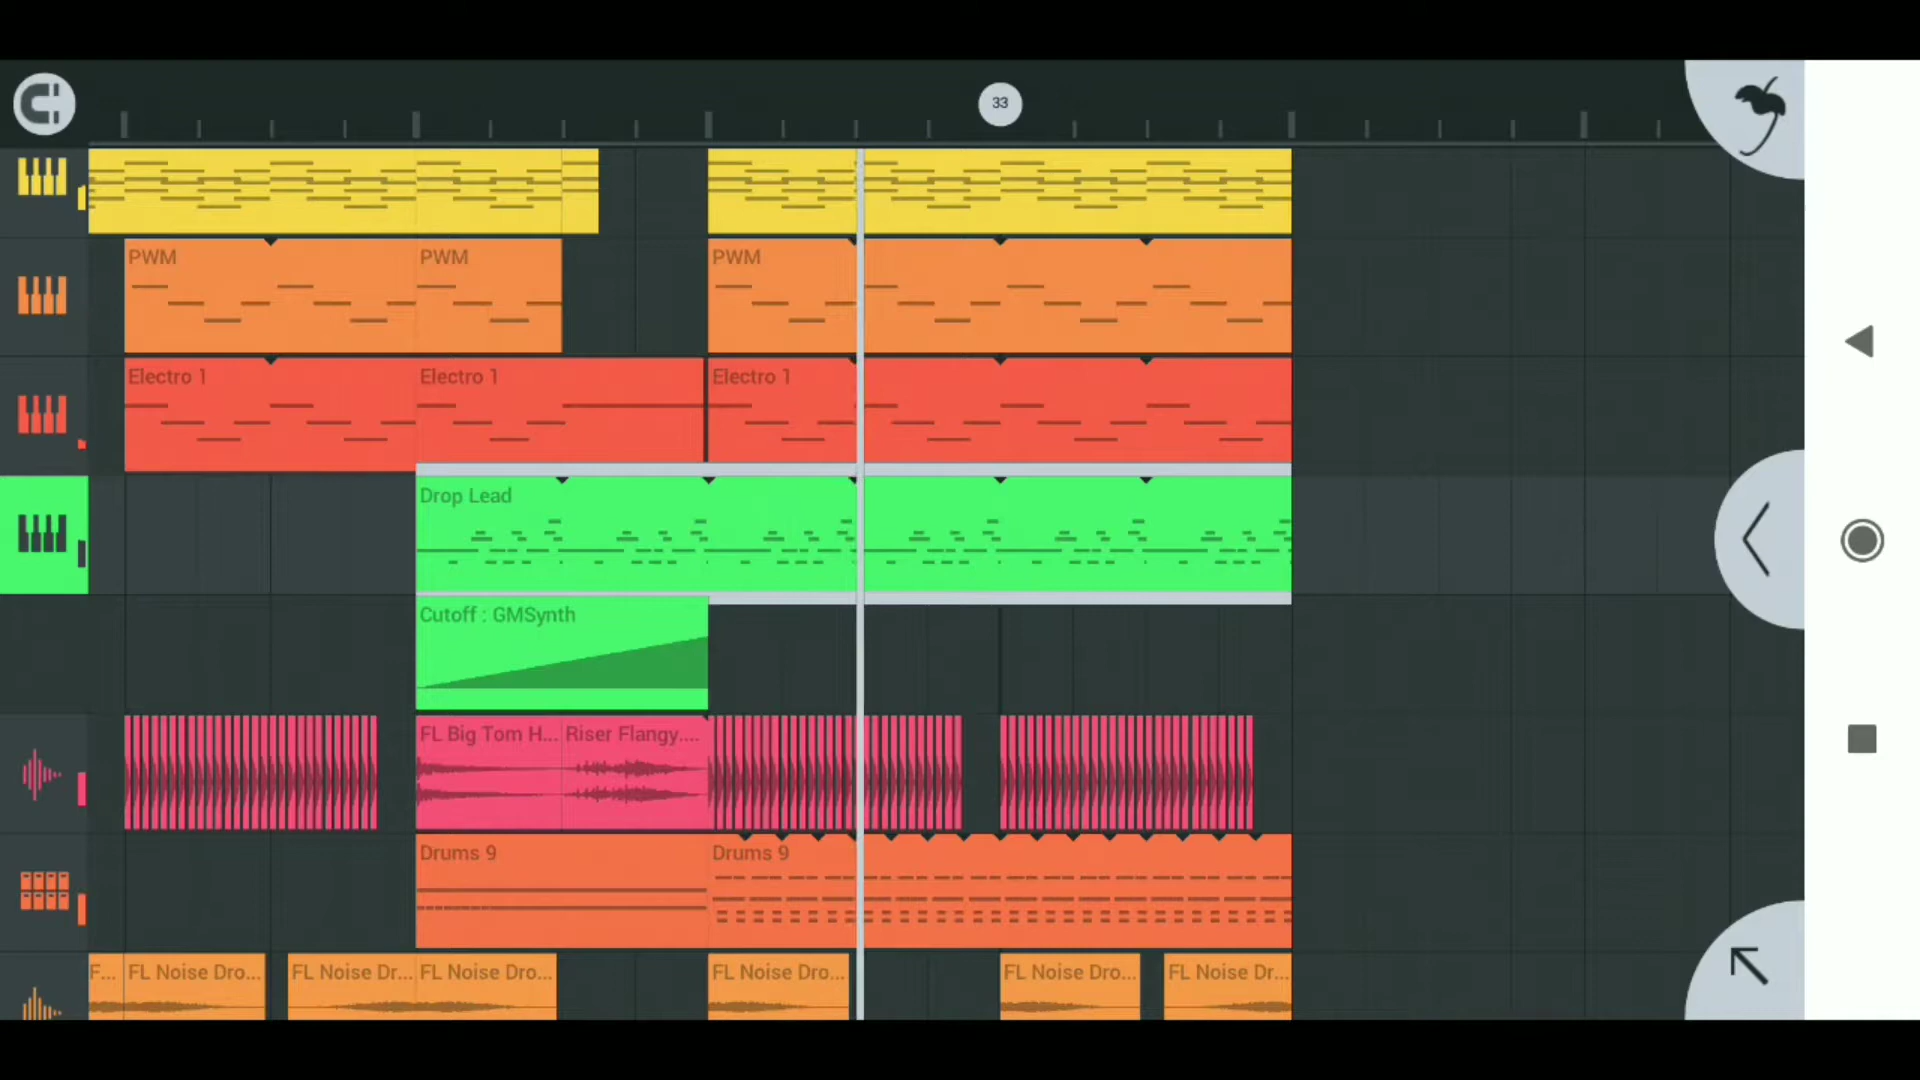 33
PWM PWM PWM
Electro 1 Electro 1 Electro 1
Drop Lead
Cutoff : GMSynth
FL Big Tom H... Riser Flangy....
Drums 9 Drums 9
F... FL Noise Dro... FL Noise Dr... FL Noise Dro... FL Noise Dro... FL Noise Dro... FL Noise Dr...